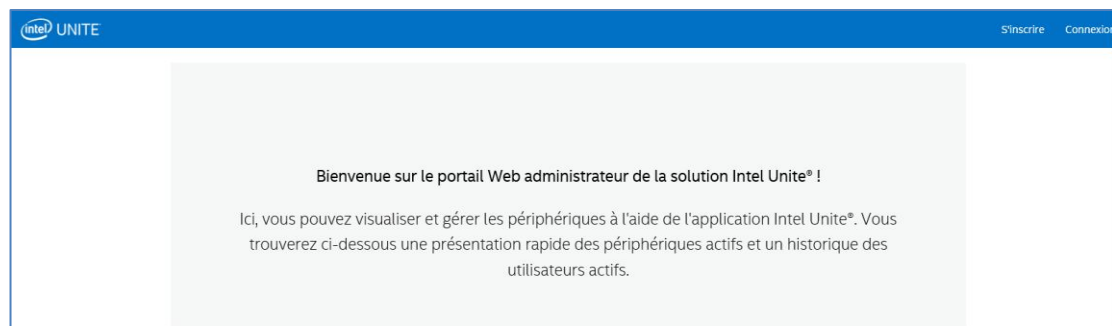 intel UNITE
S'inscrire Connexion
Bienvenue sur le portail Web administrateur de la solution Intel Unite® !
Ici, vous pouvez visualiser et gérer les périphériques à l'aide de l'application Intel Unite®. Vous
trouverez ci-dessous une présentation rapide des périphériques actifs et un historique des
utilisateurs actifs.